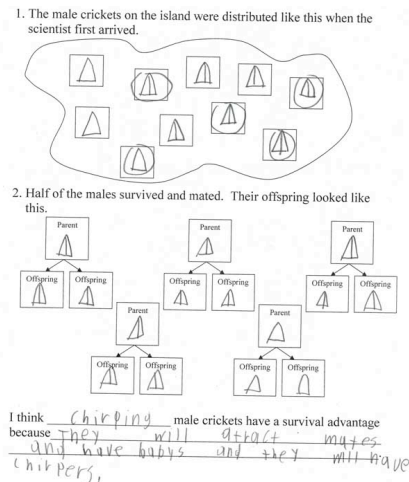 1. The male crickets on the island were distributed like this when the
scientist first arrived.
2. Half of the males survived and mated. Their offspring looked like
this.
Parent Parent Parent
Offspring Offspring Offspring Offspring Offspring Offspring
Parent Parent
Offspring Offspring Offspring Offspring
I think chirping male crickets have a survival advantage
because They will attract mates
and have babys and they will have
chirpers.